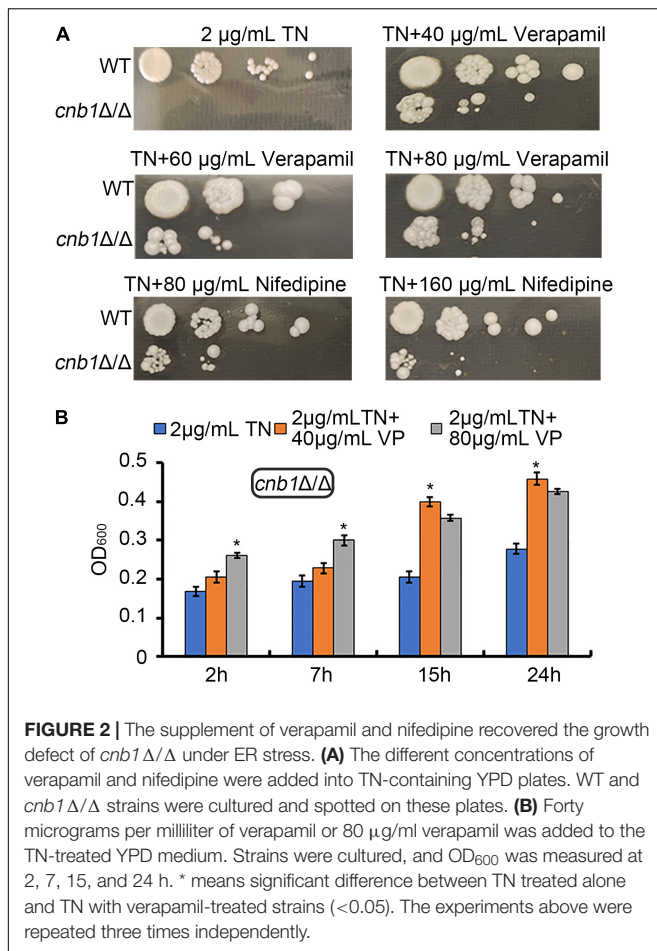 A
2 µg/mL TN
TN+40 µg/mL Verapamil
WT
cnb1Δ/Δ
TN+60 µg/mL Verapamil
TN+80 µg/mL Verapamil
WT
cnb1Δ/Δ
TN+80 µg/mL Nifedipine
TN+160 µg/mL Nifedipine
WT
cnb1Δ/Δ
B
2µg/mL TN
2µg/mLTN+
40µg/mL VP
2µg/mLTN+
80µg/mL VP
cnb1Δ/Δ
OD600
0.5
0.4
0.3
0.2
0.1
0
*
*
*
*
2h
7h
15h
24h
FIGURE 2 | The supplement of verapamil and nifedipine recovered the growth
defect of cnb1Δ/Δ under ER stress. (A) The different concentrations of
verapamil and nifedipine were added into TN-containing YPD plates. WT and
cnb1Δ/Δ strains were cultured and spotted on these plates. (B) Forty
micrograms per milliliter of verapamil or 80 µg/ml verapamil was added to the
TN-treated YPD medium. Strains were cultured, and OD600 was measured at
2, 7, 15, and 24 h. * means significant difference between TN treated alone
and TN with verapamil-treated strains (<0.05). The experiments above were
repeated three times independently.